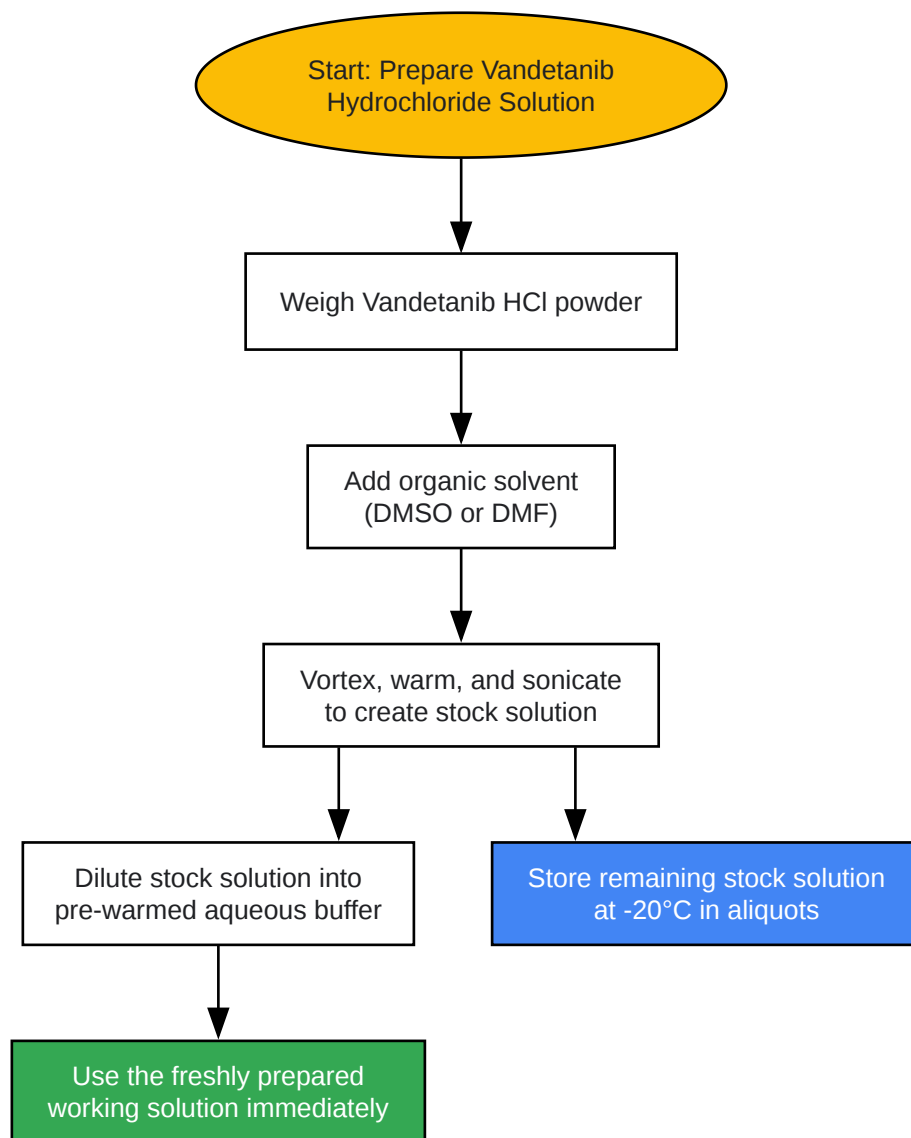 Start: Prepare Vandetanib
Hydrochloride Solution
Weigh Vandetanib HCl powder
Add organic solvent
(DMSO or DMF)
Vortex, warm, and sonicate
to create stock solution
Dilute stock solution into
pre-warmed aqueous buffer
Store remaining stock solution
at -20°C in aliquots
Use the freshly prepared
working solution immediately